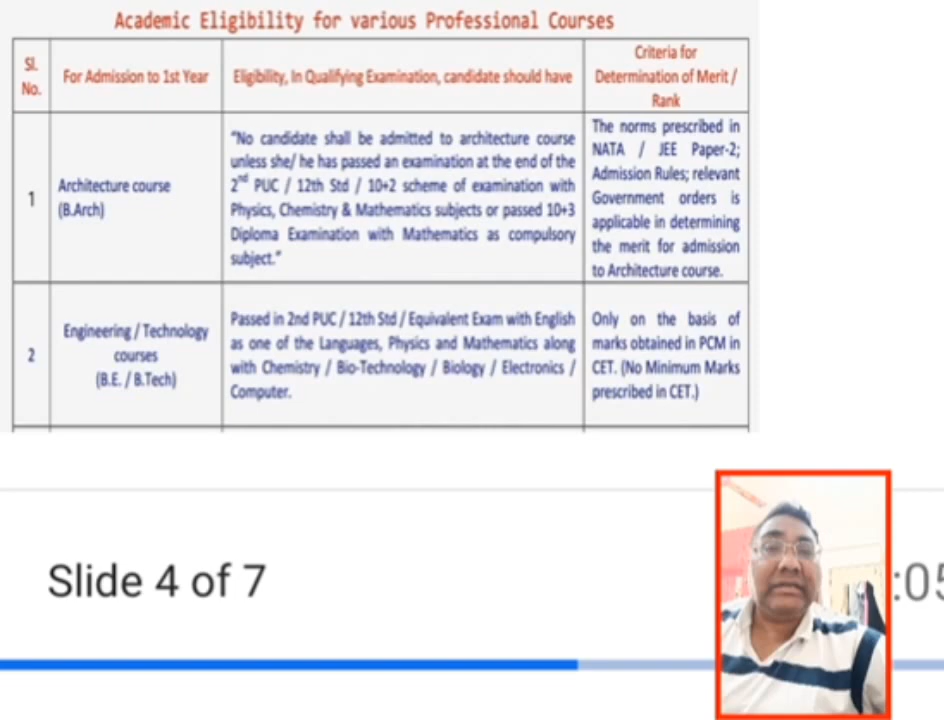 Academic Eligibility for various Professional Courses
Sl.
No.
For Admission to 1st Year
Eligibility, In Qualifying Examination, candidate should have
Criteria for
Determination of Merit /
Rank
1
Architecture course
(B.Arch)
"No candidate shall be admitted to architecture course
unless she/ he has passed an examination at the end of the
2nd PUC / 12th Std / 10+2 scheme of examination with
Physics, Chemistry & Mathematics subjects or passed 10+3
Diploma Examination with Mathematics as compulsory
subject."
The norms prescribed in
NATA / JEE Paper-2;
Admission Rules; relevant
Government orders is
applicable in determining
the merit for admission
to Architecture course.
2
Engineering / Technology
courses
(B.E. / B.Tech)
Passed in 2nd PUC / 12th Std / Equivalent Exam with English
as one of the Languages, Physics and Mathematics along
with Chemistry / Bio-Technology / Biology / Electronics /
Computer.
Only on the basis of
marks obtained in PCM in
CET. (No Minimum Marks
prescribed in CET.)
Slide 4 of 7
:05